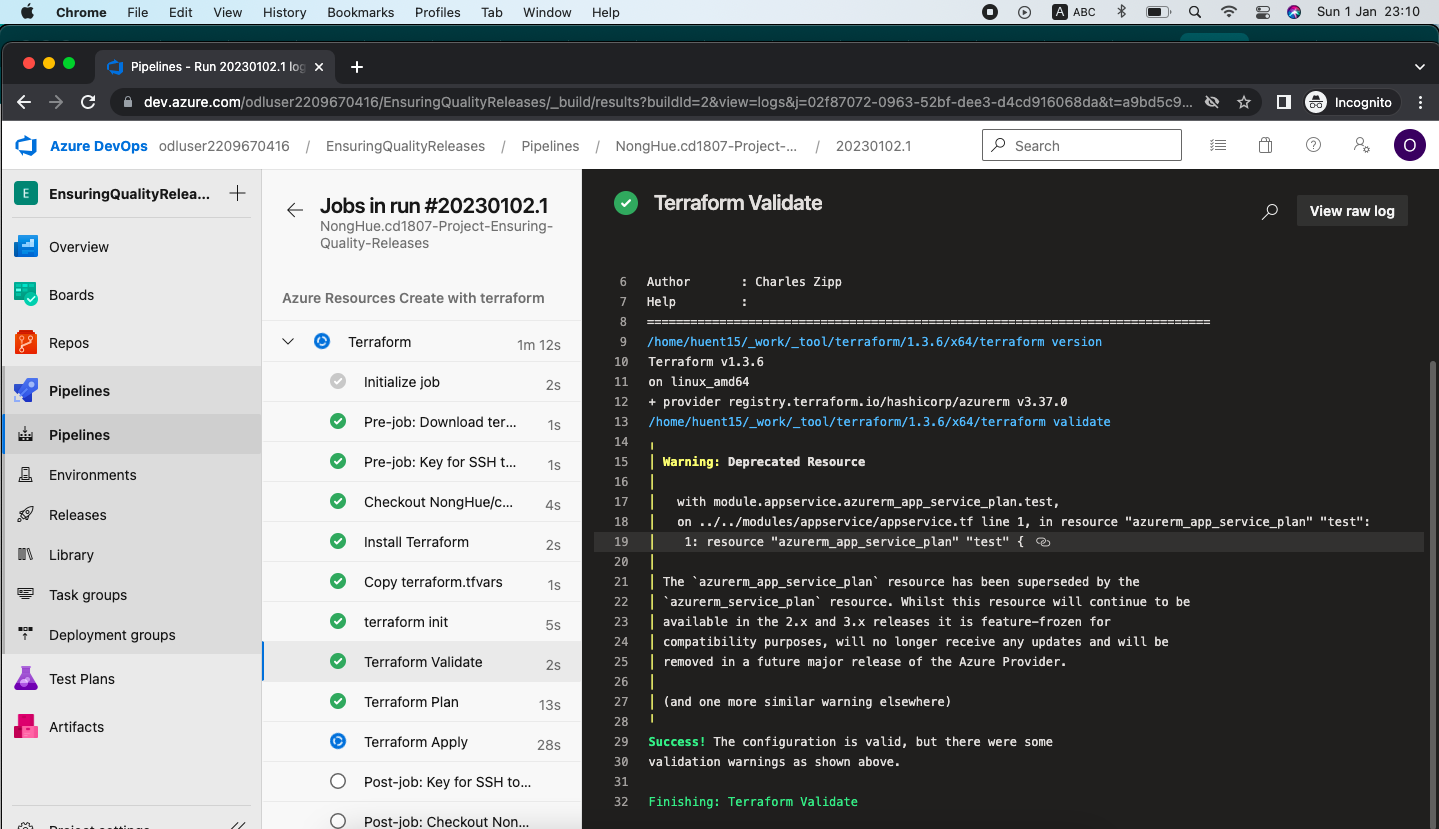 Chrome File Edit View History Bookmarks Profiles Tab Window Help A ABC Sun 1 Jan 23:10
Pipelines - Run 20230102.1 log
dev.azure.com/odluser2209670416/EnsuringQualityReleases/_build/results?buildId=2&view=logs&j=02f87072-0963-52bf-dee3-d4cd916068da&t=a9bd5c9... Incognito
Azure DevOps odluser2209670416 / EnsuringQualityReleases / Pipelines / NongHue.cd1807-Project-... / 20230102.1 Search O
E EnsuringQualityRelea...
Overview
Boards
Repos
Pipelines
Pipelines
Environments
Releases
Library
Task groups
Deployment groups
Test Plans
Artifacts
Project settings
Jobs in run #20230102.1
NongHue.cd1807-Project-Ensuring-
Quality-Releases
Azure Resources Create with terraform
Terraform 1m 12s
Initialize job 2s
Pre-job: Download ter... 1s
Pre-job: Key for SSH t... 1s
Checkout NongHue/c... 4s
Install Terraform 2s
Copy terraform.tfvars 1s
terraform init 5s
Terraform Validate 2s
Terraform Plan 13s
Terraform Apply 28s
Post-job: Key for SSH to...
Post-job: Checkout Non...
Terraform Validate
View raw log
6 Author : Charles Zipp
7 Help :
8 ==============================================================================
9 /home/huent15/_work/_tool/terraform/1.3.6/x64/terraform version
10 Terraform v1.3.6
11 on linux_amd64
12 + provider registry.terraform.io/hashicorp/azurerm v3.37.0
13 /home/huent15/_work/_tool/terraform/1.3.6/x64/terraform validate
14 ╷
15 │ Warning: Deprecated Resource
16 │
17 │ with module.appservice.azurerm_app_service_plan.test,
18 │ on ../../modules/appservice/appservice.tf line 1, in resource "azurerm_app_service_plan" "test":
19 │ 1: resource "azurerm_app_service_plan" "test" {
20 │
21 │ The `azurerm_app_service_plan` resource has been superseded by the
22 │ `azurerm_service_plan` resource. Whilst this resource will continue to be
23 │ available in the 2.x and 3.x releases it is feature-frozen for
24 │ compatibility purposes, will no longer receive any updates and will be
25 │ removed in a future major release of the Azure Provider.
26 │
27 │ (and one more similar warning elsewhere)
28 ╵
29 Success! The configuration is valid, but there were some
30 validation warnings as shown above.
31
32 Finishing: Terraform Validate